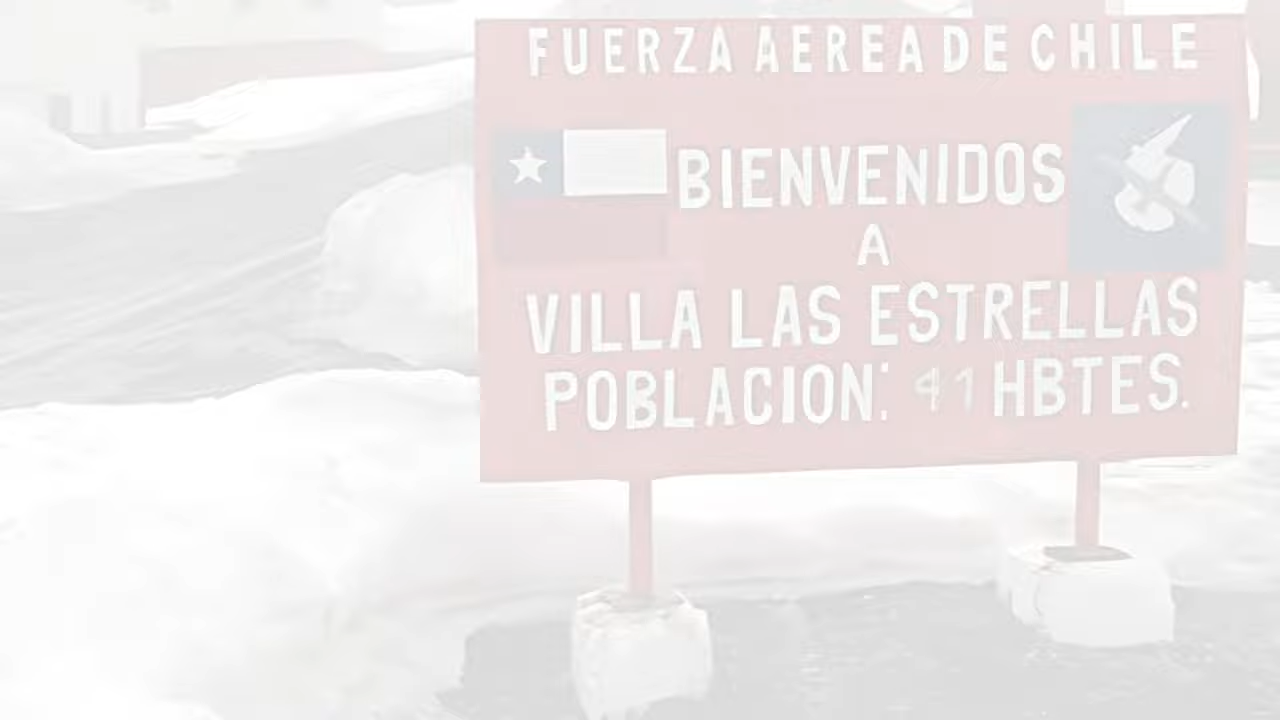 FUERZA AEREA DE CHILE
BIENVENIDOS
A
VILLA LAS ESTRELLAS
POBLACION: 41 HBTES.